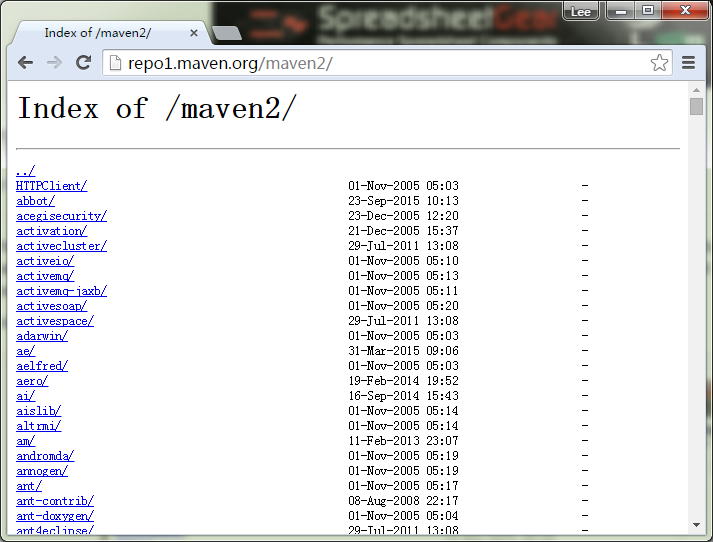 SpreadsheetGear
Lee
Index of /maven2/
repo1.maven.org/maven2/
Index of /maven2/
../
HTTPClient/ 01-Nov-2005 05:03 -
abbot/ 23-Sep-2015 10:13 -
acegisecurity/ 23-Dec-2005 12:20 -
activation/ 21-Dec-2005 15:37 -
activecluster/ 29-Jul-2011 13:08 -
activeio/ 01-Nov-2005 05:10 -
activemq/ 01-Nov-2005 05:13 -
activemq-jaxb/ 01-Nov-2005 05:11 -
activesoap/ 01-Nov-2005 05:20 -
activespace/ 29-Jul-2011 13:08 -
adarwin/ 01-Nov-2005 05:03 -
ae/ 31-Mar-2015 09:06 -
aelfred/ 01-Nov-2005 05:03 -
aero/ 19-Feb-2014 19:52 -
ai/ 16-Sep-2014 15:43 -
aislib/ 01-Nov-2005 05:14 -
altrmi/ 01-Nov-2005 05:14 -
am/ 11-Feb-2013 23:07 -
andromda/ 01-Nov-2005 05:19 -
annogen/ 01-Nov-2005 05:19 -
ant/ 01-Nov-2005 05:17 -
ant-contrib/ 08-Aug-2008 22:17 -
ant-doxygen/ 01-Nov-2005 05:04 -
ant4eclipse/ 29-Jul-2011 13:08 -